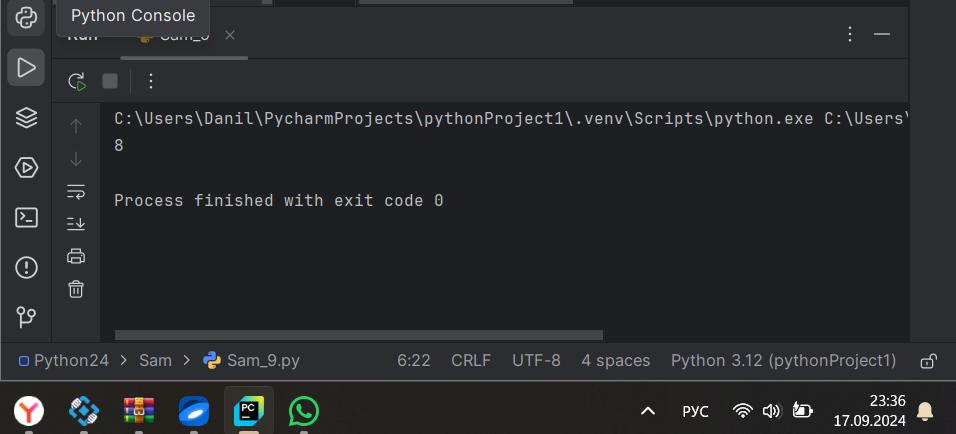 Python Console
Run
Sam_9
C:\Users\Danil\PycharmProjects\pythonProject1\.venv\Scripts\python.exe C:\Users\
8
Process finished with exit code 0
Python24 > Sam > Sam_9.py 6:22 CRLF UTF-8 4 spaces Python 3.12 (pythonProject1)
PC
РУС
23:36
17.09.2024